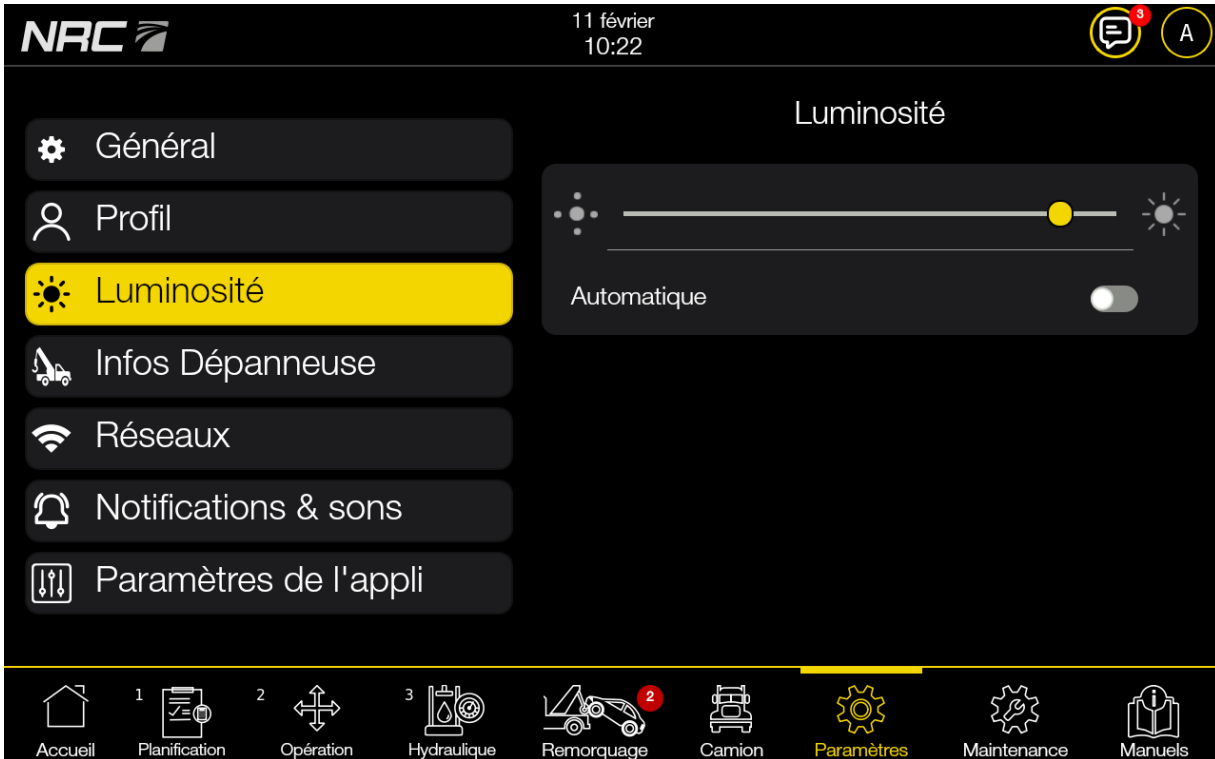 NRC
11 février
10:22
3
A
Général
Profil
Luminosité
Infos Dépanneuse
Réseaux
Notifications & sons
Paramètres de l'appli
Luminosité
Automatique
Accueil
1
Planification
2
Opération
3
Hydraulique
2
Remorquage
Camion
Paramètres
Maintenance
Manuels